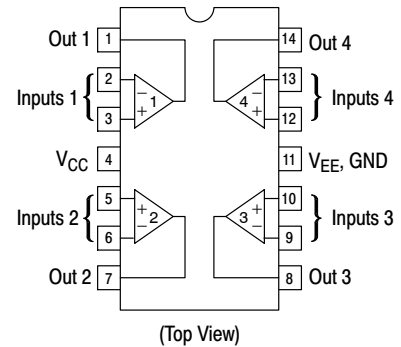 Out 1 1 14 Out 4
2 − 1 − 13
Inputs 1 4 Inputs 4
3 + + 12
VCC 4 11 VEE, GND
5 + + 10
Inputs 2 2 3 Inputs 3
6 − − 9
Out 2 7 8 Out 3
(Top View)